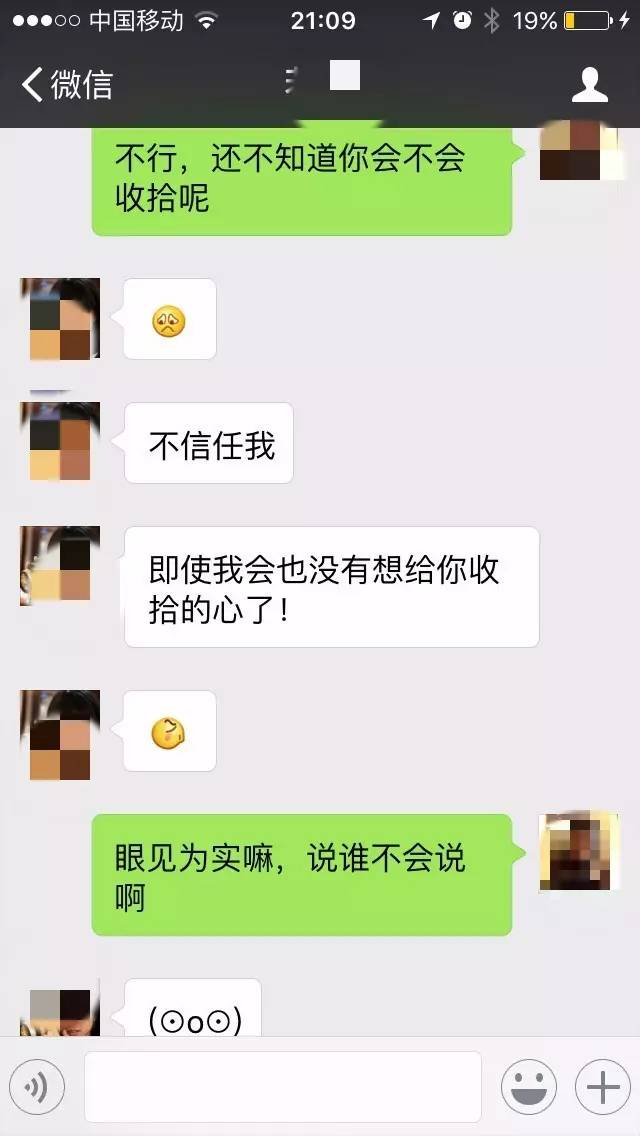 中国移动
21:09
19%
微信
不行，还不知道你会不会
收拾呢
不信任我
即使我会也没有想给你收
拾的心了！
眼见为实嘛，说谁不会说
啊
(⊙o⊙)